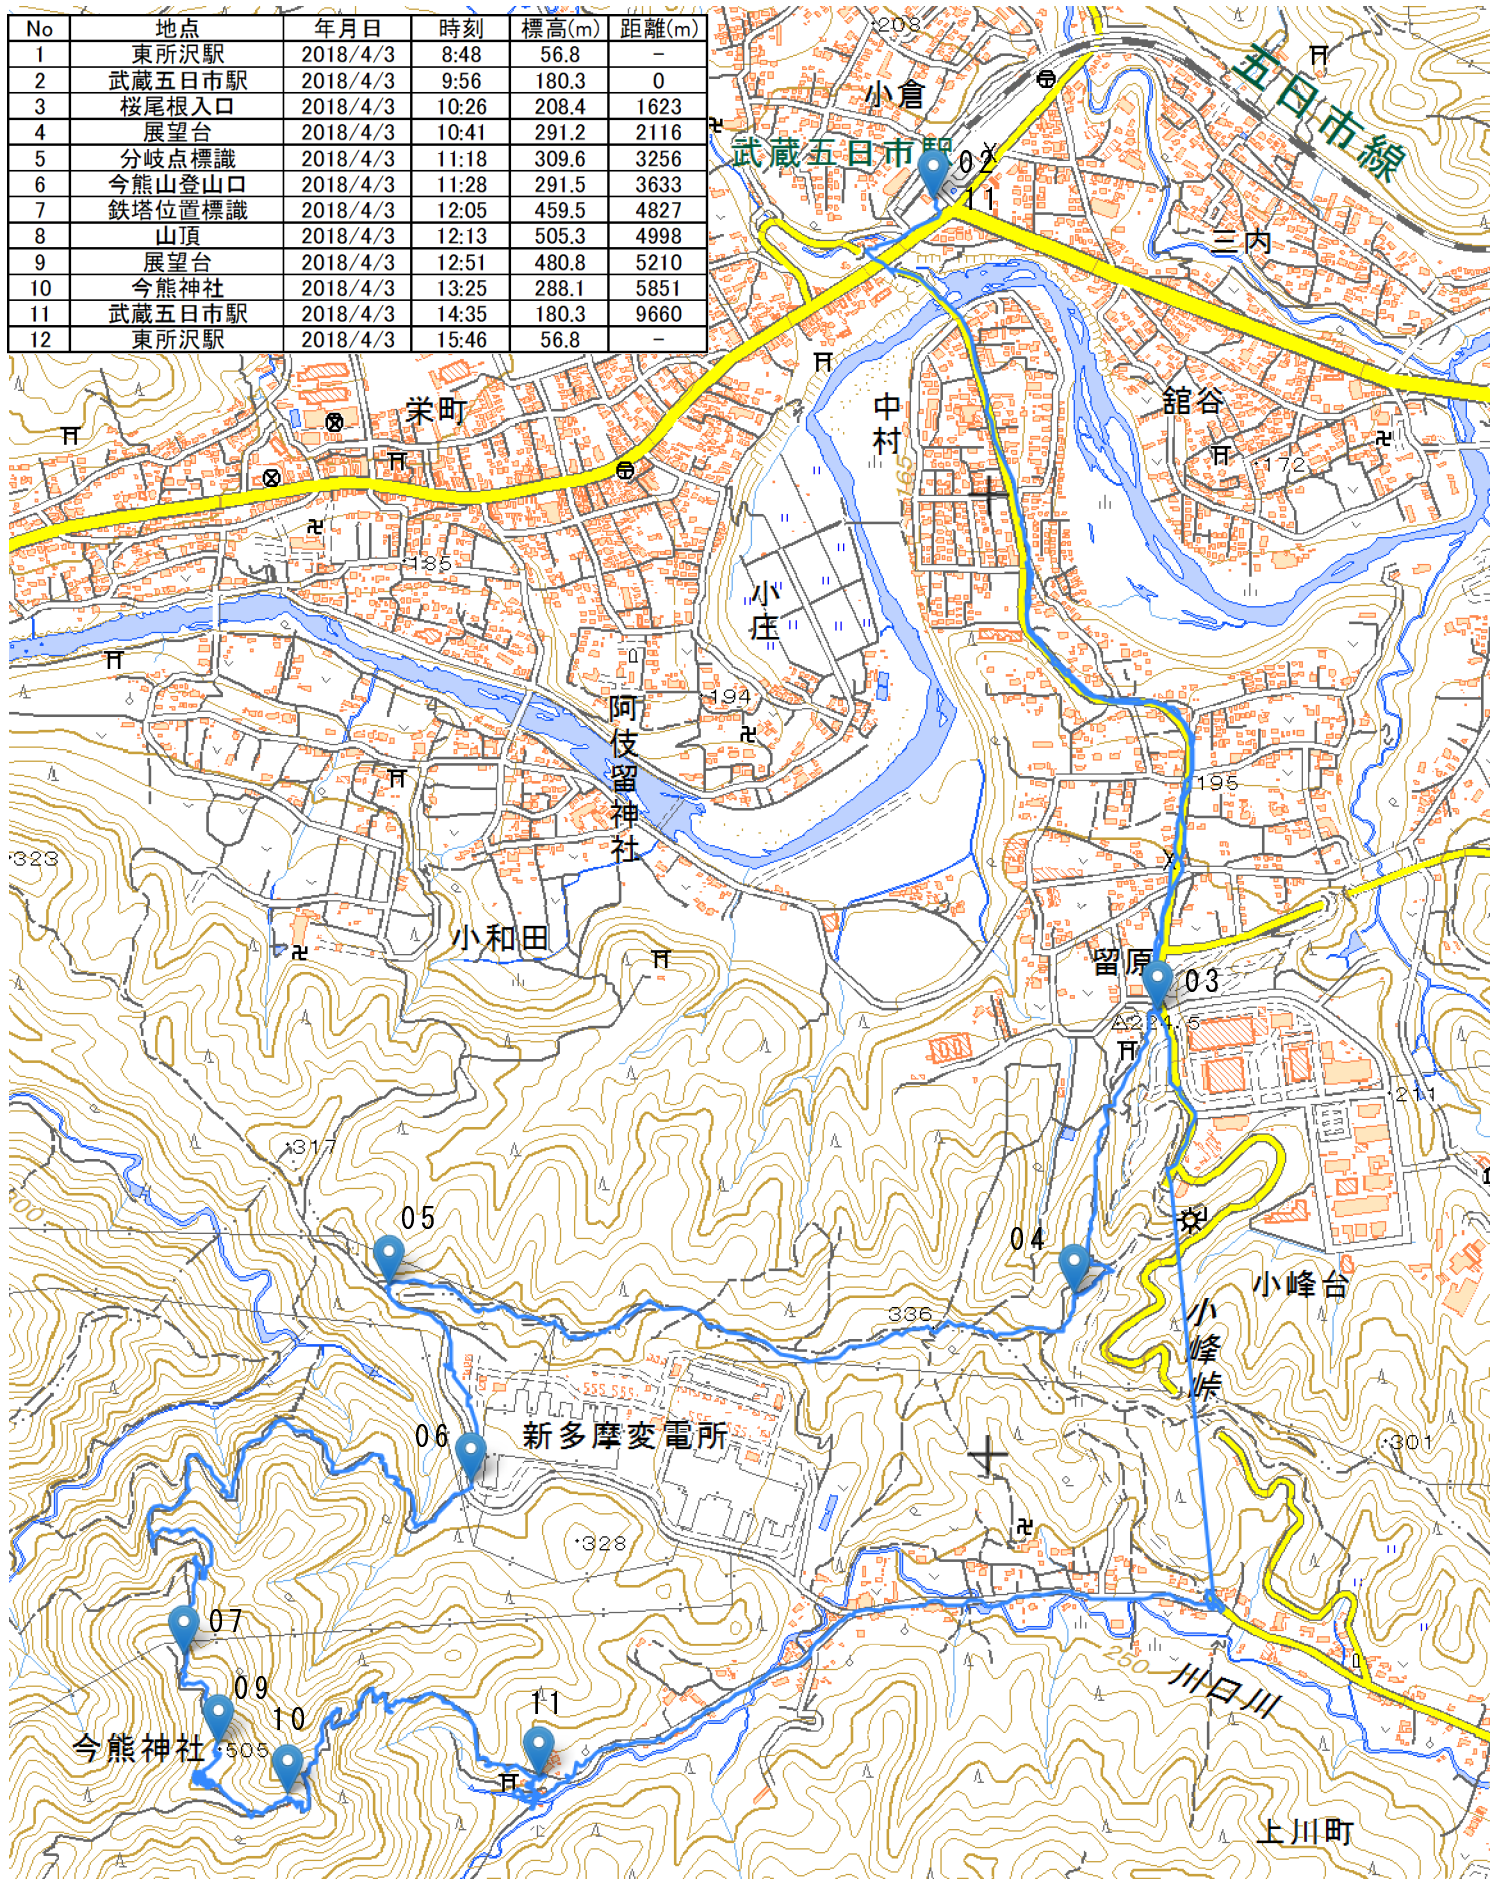 No 地点 年月日 時刻 標高(m) 距離(m)
1 東所沢駅 2018/4/3 8:48 56.8 −
2 武蔵五日市駅 2018/4/3 9:56 180.3 0
3 桜尾根入口 2018/4/3 10:26 208.4 1623
4 展望台 2018/4/3 10:41 291.2 2116
5 分岐点標識 2018/4/3 11:18 309.6 3256
6 今熊山登山口 2018/4/3 11:28 291.5 3633
7 鉄塔位置標識 2018/4/3 12:05 459.5 4827
8 山頂 2018/4/3 12:13 505.3 4998
9 展望台 2018/4/3 12:51 480.8 5210
10 今熊神社 2018/4/3 13:25 288.1 5851
11 武蔵五日市駅 2018/4/3 14:35 180.3 9660
12 東所沢駅 2018/4/3 15:46 56.8 −
208
小倉
五日市線
武蔵五日市駅
02
11
三内
栄町
中村
舘谷
172
165
185
小庄
194
阿伎留神社
195
323
小和田
留原
03
224.5
211
317
200
05
04
小峰台
336
小峰峠
06
新多摩変電所
301
328
07
250
川口川
09
10
11
今熊神社
505
上川町